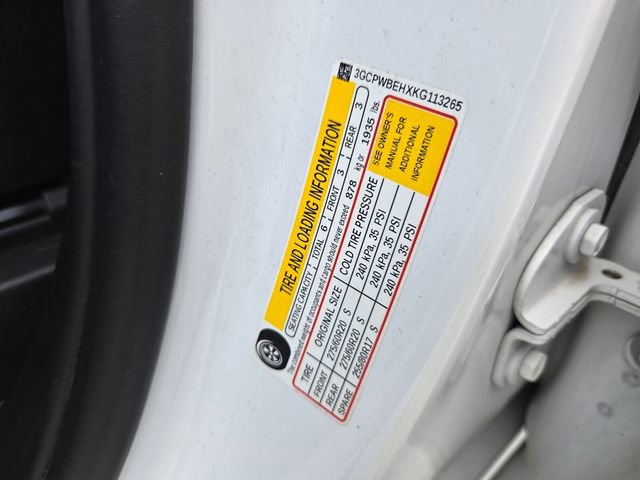 3GCPWBEHXKG113265
TIRE AND LOADING INFORMATION
SEATING CAPACITY | TOTAL 6 | FRONT 3 | REAR 3
The combined weight of occupants and cargo should never exceed 878 kg or 1935 lbs.
TIRE ORIGINAL SIZE COLD TIRE PRESSURE
FRONT 275/60R20 S 240 kPa, 35 PSI
REAR 275/60R20 S 240 kPa, 35 PSI
SPARE 255/80R17 S 240 kPa, 35 PSI
SEE OWNER'S
MANUAL FOR
ADDITIONAL
INFORMATION